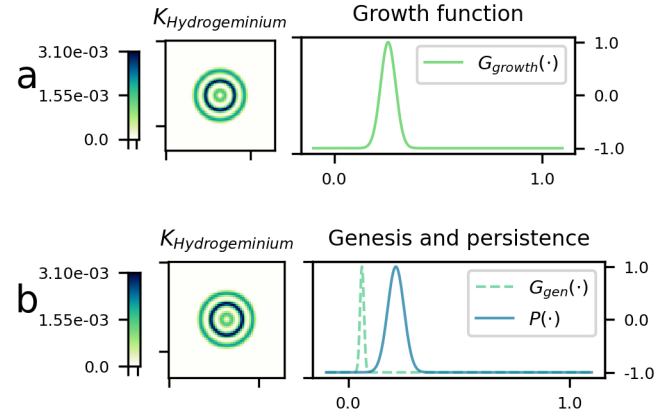 K_Hydrogeminium
Growth function
a
3.10e-03
1.55e-03
0.0
G_growth(·)
1.0
0.0
-1.0
0.0
1.0
K_Hydrogeminium
Genesis and persistence
b
3.10e-03
1.55e-03
0.0
G_gen(·)
P(·)
1.0
0.0
-1.0
0.0
1.0